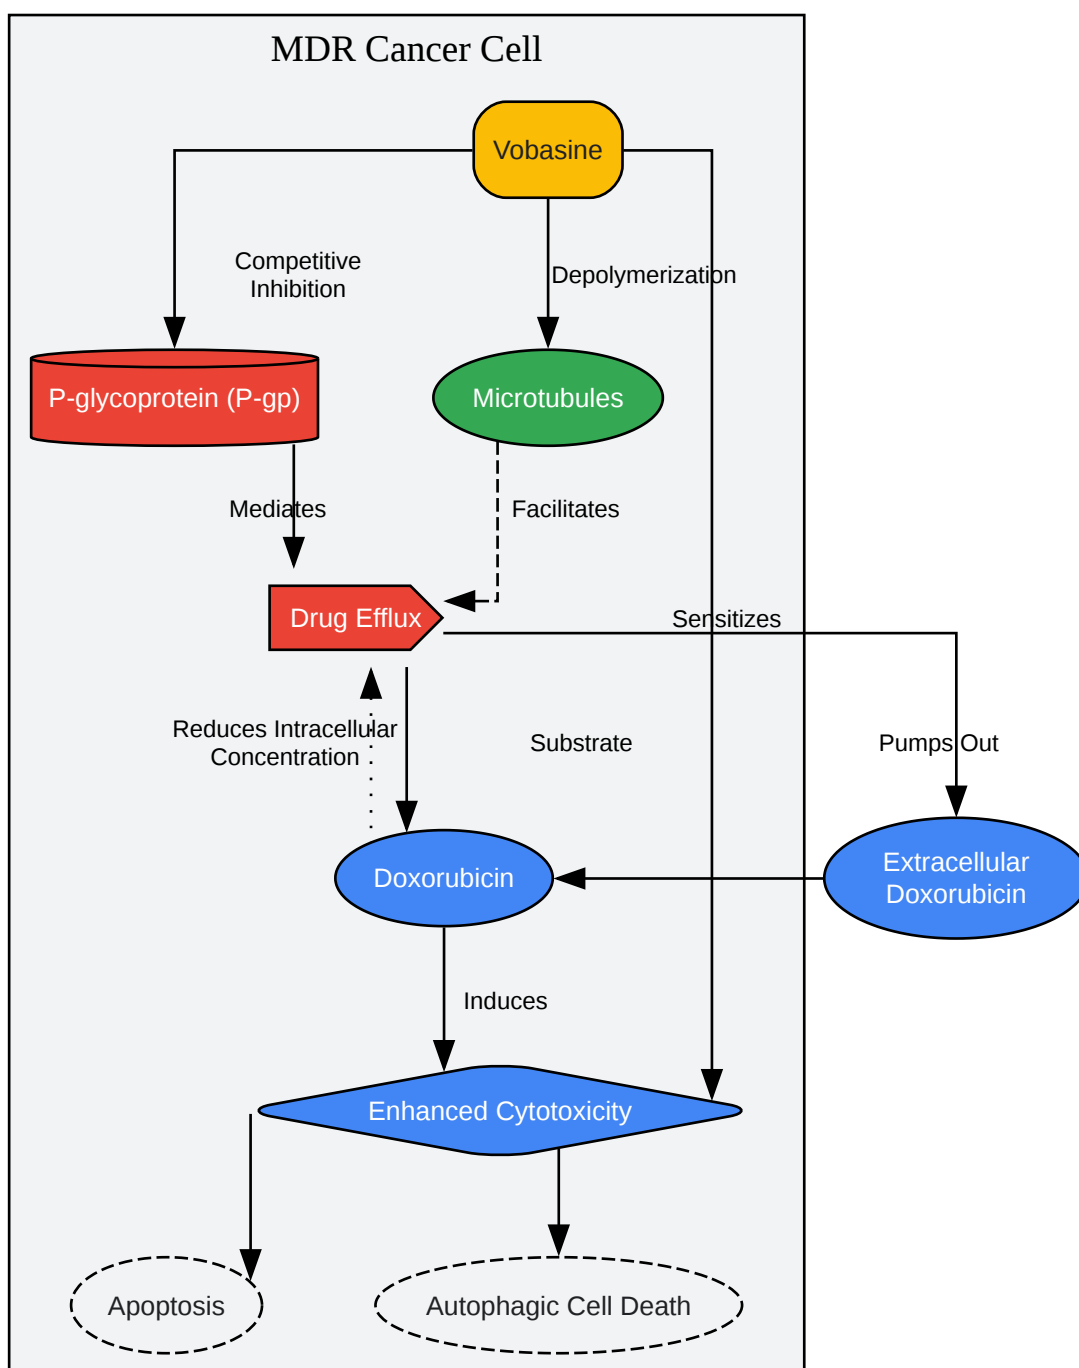 MDR Cancer Cell
Vobasine
Competitive
Inhibition
Depolymerization
P-glycoprotein (P-gp)
Microtubules
Mediates
Facilitates
Drug Efflux
Sensitizes
Reduces Intracellular
Concentration
Substrate
Pumps Out
Doxorubicin
Extracellular
Doxorubicin
Induces
Enhanced Cytotoxicity
Apoptosis
Autophagic Cell Death